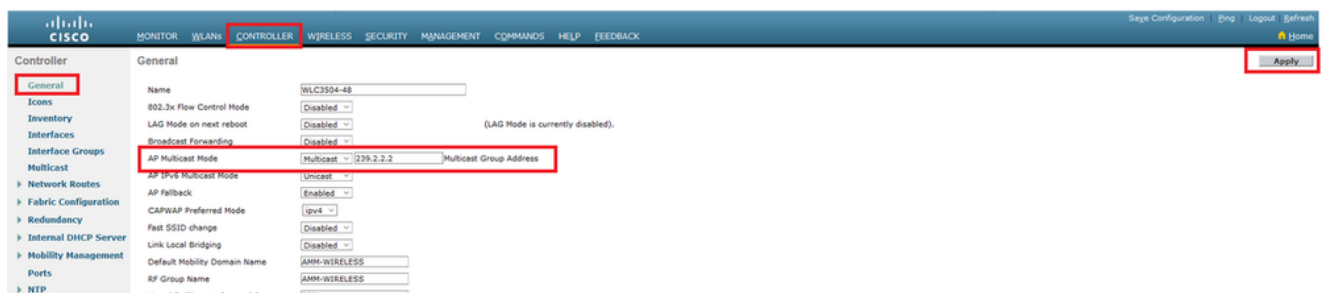 Save Configuration | Ping | Logout | Refresh
CISCO MONITOR WLANs CONTROLLER WIRELESS SECURITY MANAGEMENT COMMANDS HELP FEEDBACK Home
Controller General Apply
General
Icons
Inventory
Interfaces
Interface Groups
Multicast
Network Routes
Fabric Configuration
Redundancy
Internal DHCP Server
Mobility Management
Ports
NTP
Name WLC3504-48
802.3x Flow Control Mode Disabled
LAG Mode on next reboot Disabled (LAG Mode is currently disabled).
Broadcast Forwarding Disabled
AP Multicast Mode Multicast 239.2.2.2 Multicast Group Address
AP IPv6 Multicast Mode Unicast
AP Fallback Enabled
CAPWAP Preferred Mode ipv4
Fast SSID change Disabled
Link Local Bridging Disabled
Default Mobility Domain Name AMM-WIRELESS
RF Group Name AMM-WIRELESS